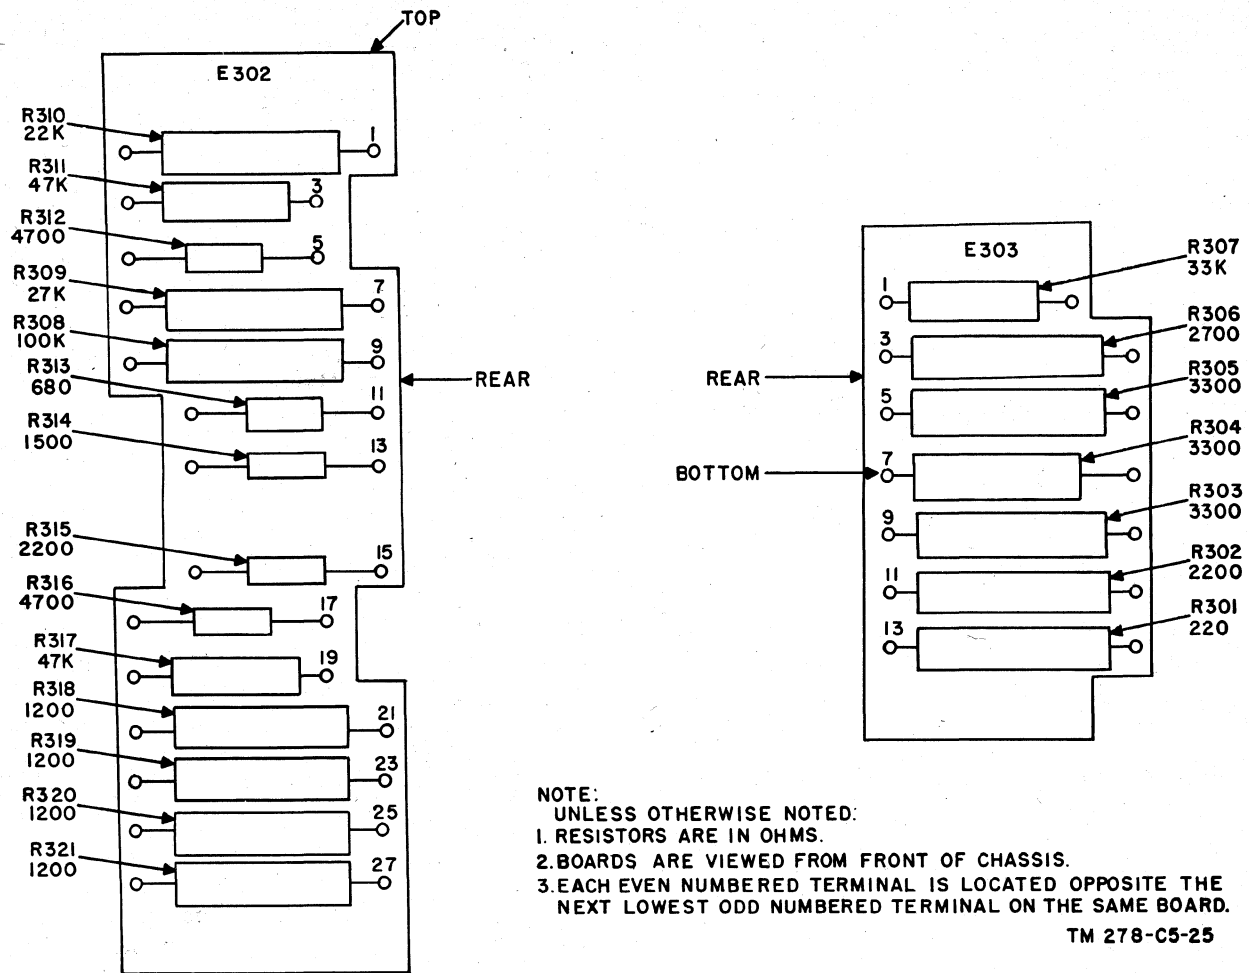 TOP
E302
R310
22K
1
R311
47K
3
R312
4700
5
R309
27K
7
R308
100K
9
R313
680
11
REAR
R314
1500
13
R315
2200
15
R316
4700
17
R317
47K
19
R318
1200
21
R319
1200
23
R320
1200
25
R321
1200
27
E303
R307
33K
1
R306
2700
3
REAR
R305
3300
5
R304
3300
7
BOTTOM
R303
3300
9
R302
2200
11
R301
220
13
NOTE:
UNLESS OTHERWISE NOTED:
1. RESISTORS ARE IN OHMS.
2. BOARDS ARE VIEWED FROM FRONT OF CHASSIS.
3. EACH EVEN NUMBERED TERMINAL IS LOCATED OPPOSITE THE
NEXT LOWEST ODD NUMBERED TERMINAL ON THE SAME BOARD.
TM 278-C5-25